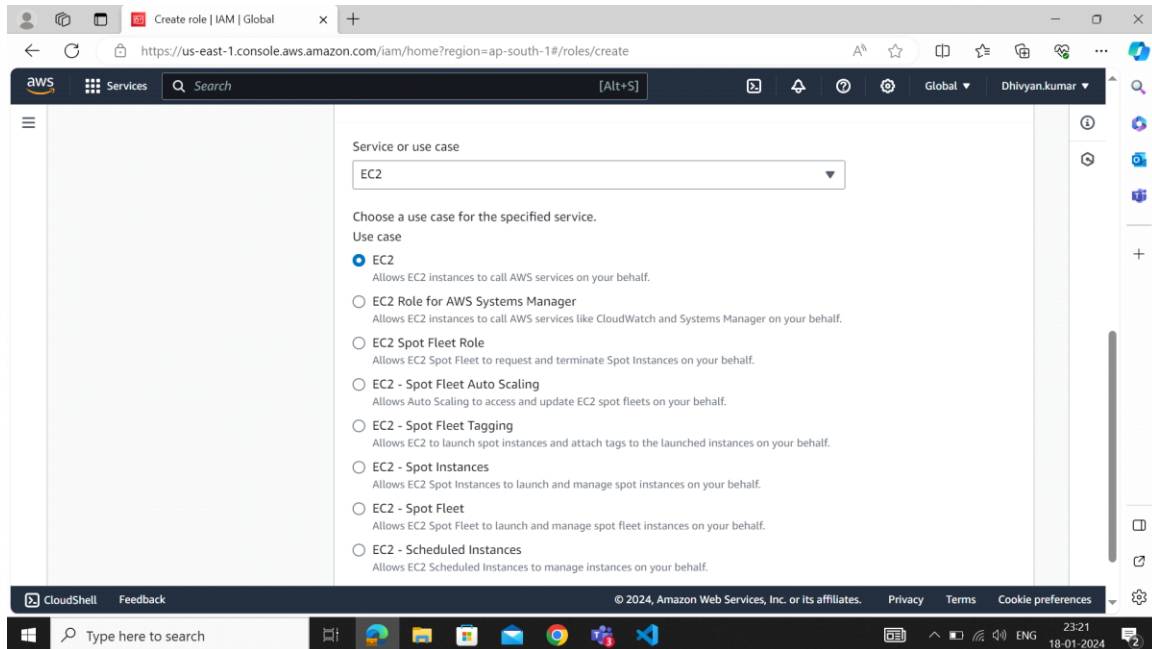 Create role | IAM | Global
https://us-east-1.console.aws.amazon.com/iam/home?region=ap-south-1#/roles/create
aws
Services
Search
[Alt+S]
Global
Dhivyan.kumar
Service or use case
EC2
Choose a use case for the specified service.
Use case
EC2
Allows EC2 instances to call AWS services on your behalf.
EC2 Role for AWS Systems Manager
Allows EC2 instances to call AWS services like CloudWatch and Systems Manager on your behalf.
EC2 Spot Fleet Role
Allows EC2 Spot Fleet to request and terminate Spot Instances on your behalf.
EC2 - Spot Fleet Auto Scaling
Allows Auto Scaling to access and update EC2 spot fleets on your behalf.
EC2 - Spot Fleet Tagging
Allows EC2 to launch spot instances and attach tags to the launched instances on your behalf.
EC2 - Spot Instances
Allows EC2 Spot Instances to launch and manage spot instances on your behalf.
EC2 - Spot Fleet
Allows EC2 Spot Fleet to launch and manage spot fleet instances on your behalf.
EC2 - Scheduled Instances
Allows EC2 Scheduled Instances to manage instances on your behalf.
CloudShell Feedback © 2024, Amazon Web Services, Inc. or its affiliates. Privacy Terms Cookie preferences
Type here to search
ENG
23:21
18-01-2024